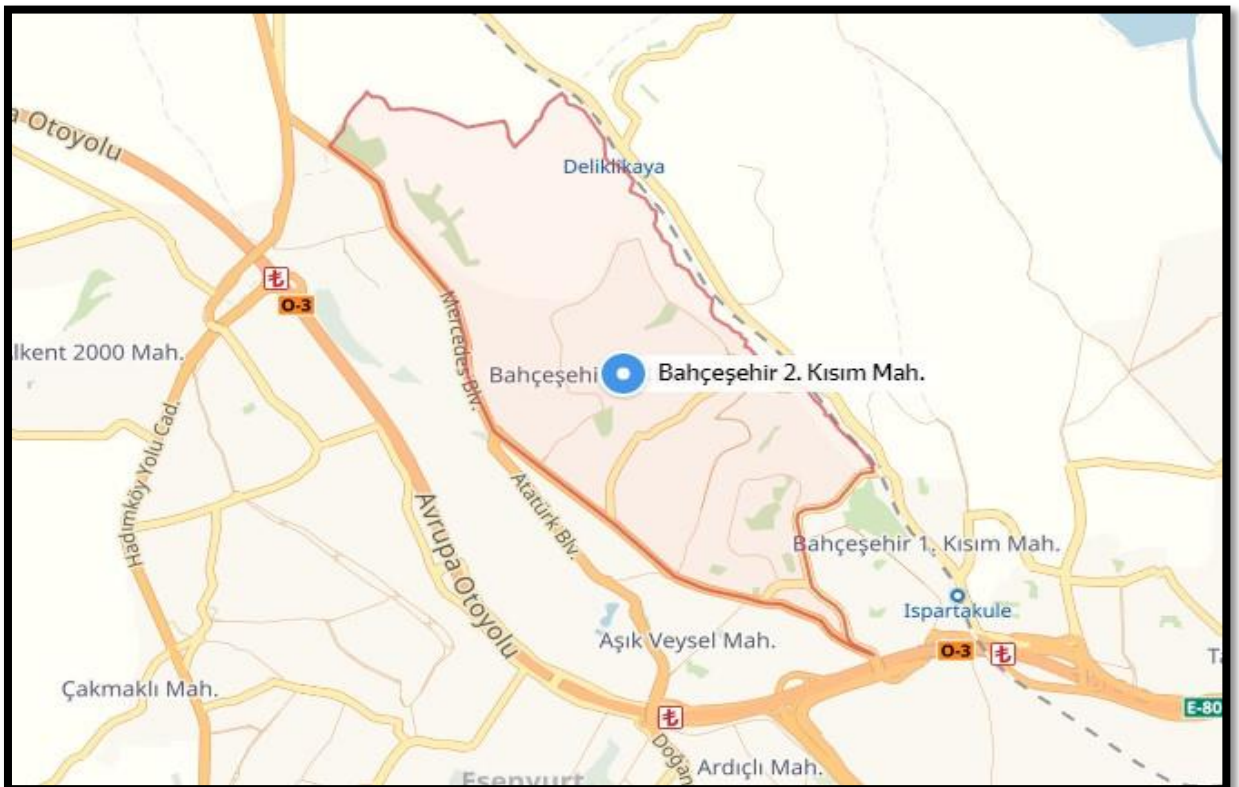 a Otoyolu
Deliklikaya
₺
O-3
Mercedes Blv.
lkent 2000 Mah.
Bahçeşehi
Bahçeşehir 2. Kısım Mah.
Hadımköy Yolu Cad.
Atatürk Blv.
Avrupa Otoyolu
Bahçeşehir 1. Kısım Mah.
Ispartakule
Aşık Veysel Mah.
O-3
₺
Ta
Çakmaklı Mah.
E-80
₺
Doğan
Ardıçlı Mah.
Esenyurt